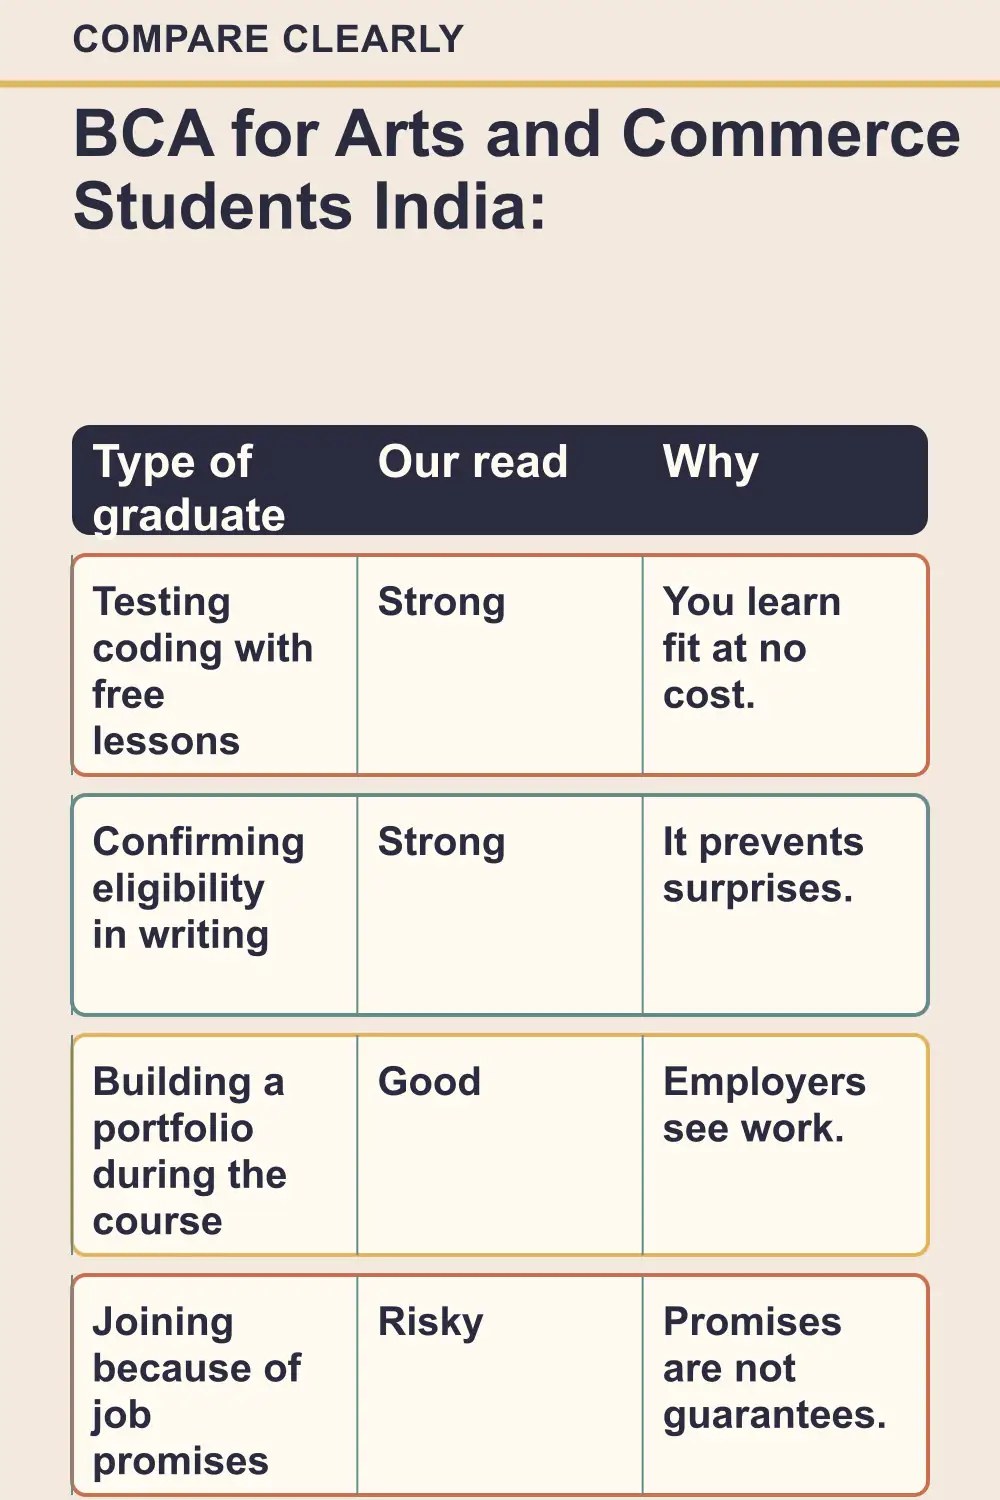 COMPARE CLEARLY
BCA for Arts and Commerce
Students India:
Type of
graduate
Our read
Why
Testing
coding with
free
lessons
Strong
You learn
fit at no
cost.
Confirming
eligibility
in writing
Strong
It prevents
surprises.
Building a
portfolio
during the
course
Good
Employers
see work.
Joining
because of
job
promises
Risky
Promises
are not
guarantees.